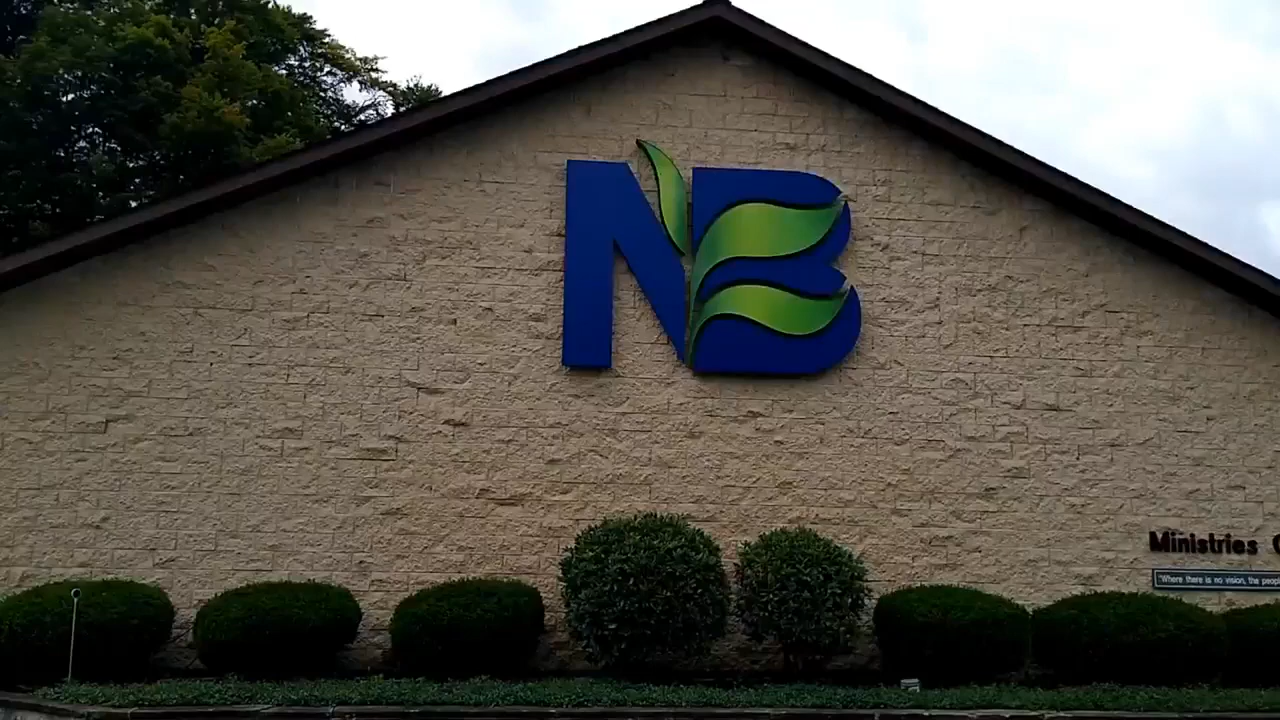 NB
Ministries
"Where there is no vision, the people